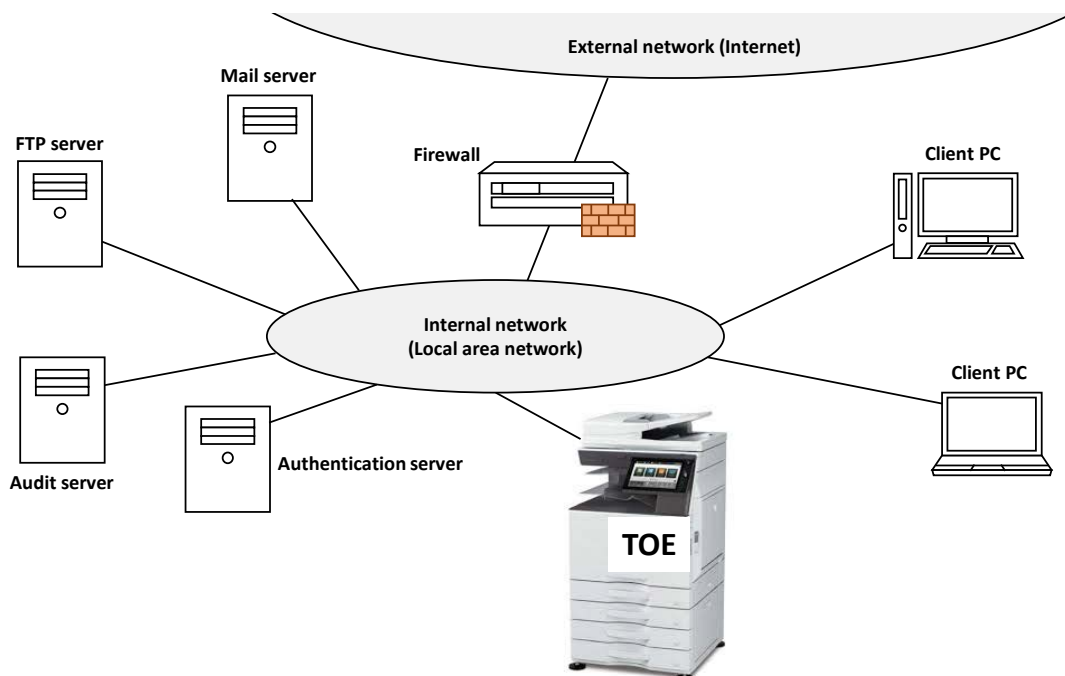 External network (Internet)
Mail server
FTP server
Firewall
Client PC
Internal network
(Local area network)
Client PC
Audit server
Authentication server
TOE